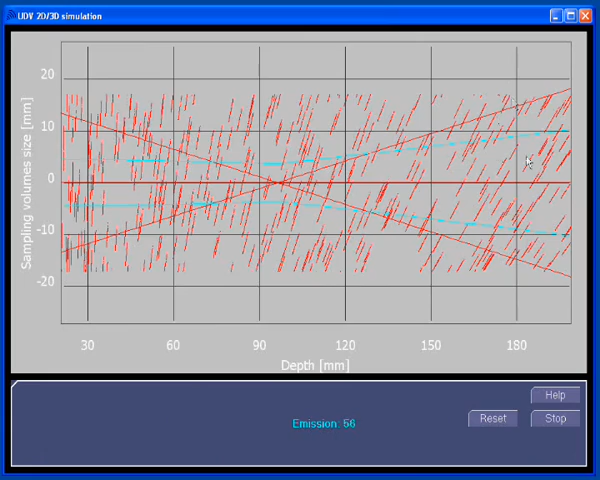 UDV 2D/3D simulation
20
10
0
-10
-20
Sampling volumes size [mm]
30 60 90 120 150 180
Depth [mm]
Help
Emission: 56
Reset
Stop